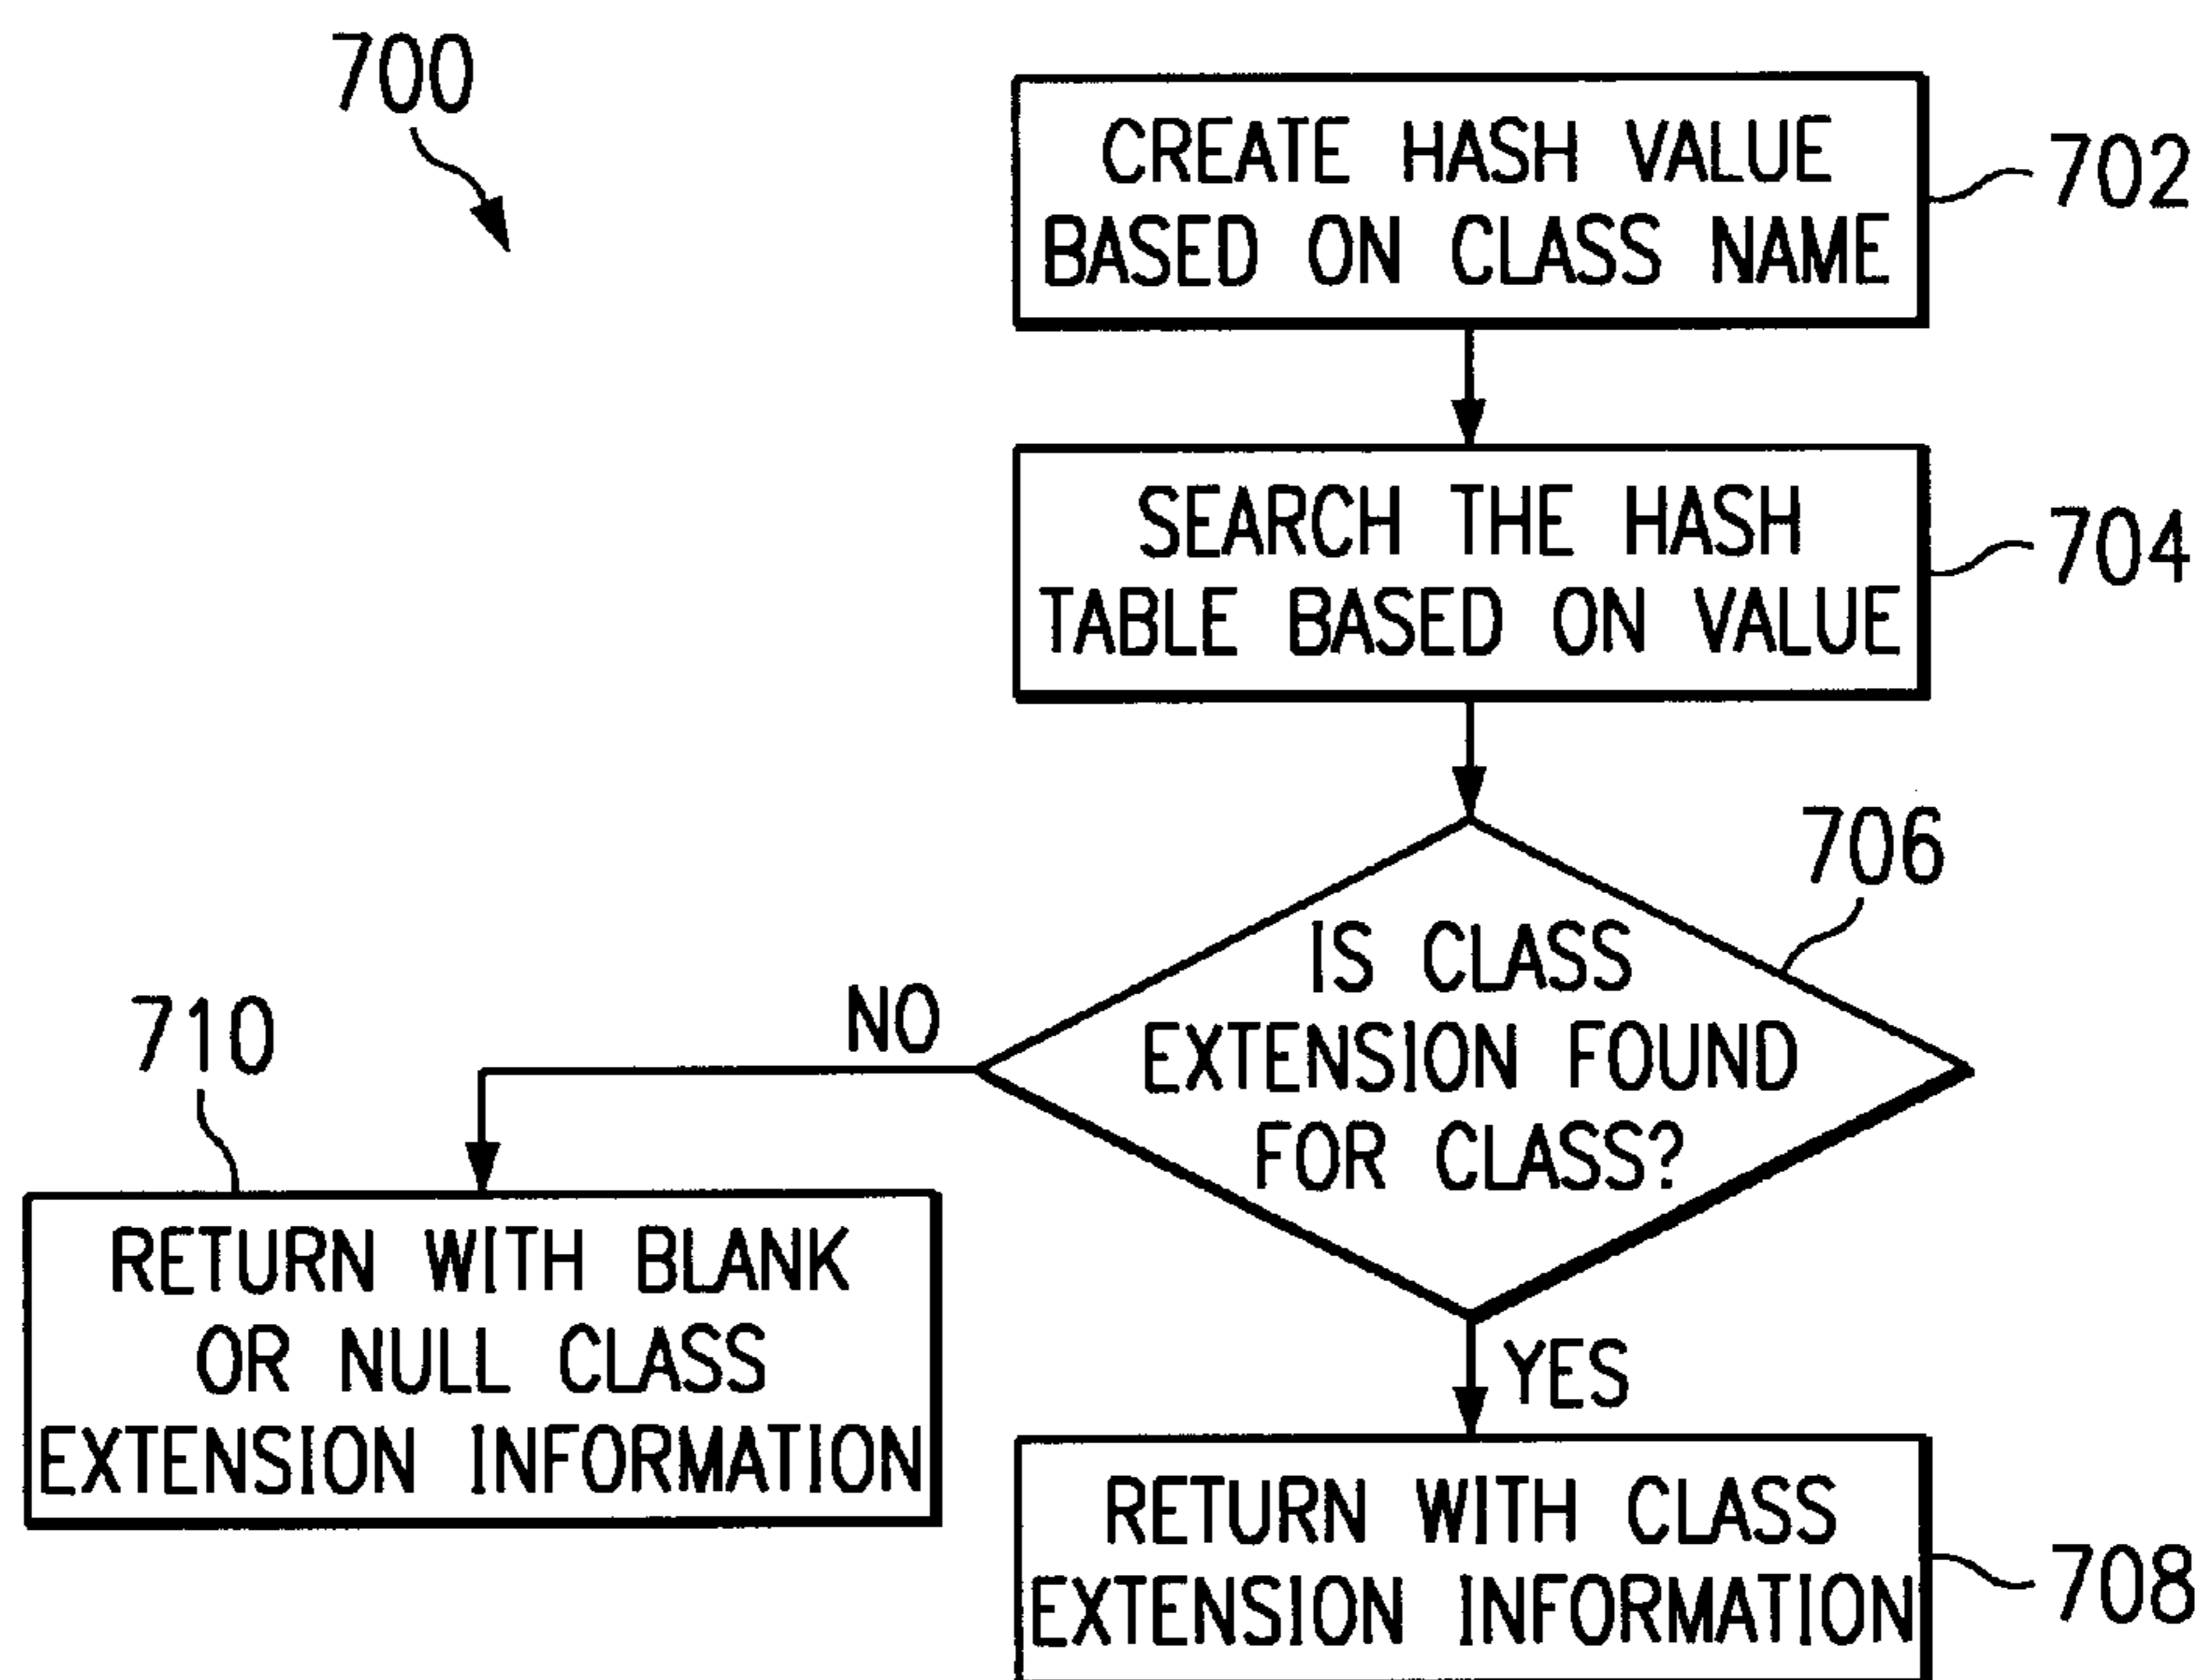 700
CREATE HASH VALUE
BASED ON CLASS NAME
702
SEARCH THE HASH
TABLE BASED ON VALUE
704
706
IS CLASS
EXTENSION FOUND
FOR CLASS?
NO
710
RETURN WITH BLANK
OR NULL CLASS
EXTENSION INFORMATION
YES
RETURN WITH CLASS
EXTENSION INFORMATION
708